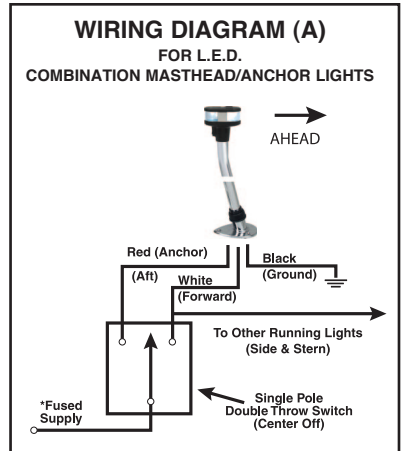 WIRING DIAGRAM (A)
FOR L.E.D.
COMBINATION MASTHEAD/ANCHOR LIGHTS
AHEAD
Red (Anchor)
(Aft)
Black
(Ground)
White
(Forward)
To Other Running Lights
(Side & Stern)
*Fused
Supply
Single Pole
Double Throw Switch
(Center Off)